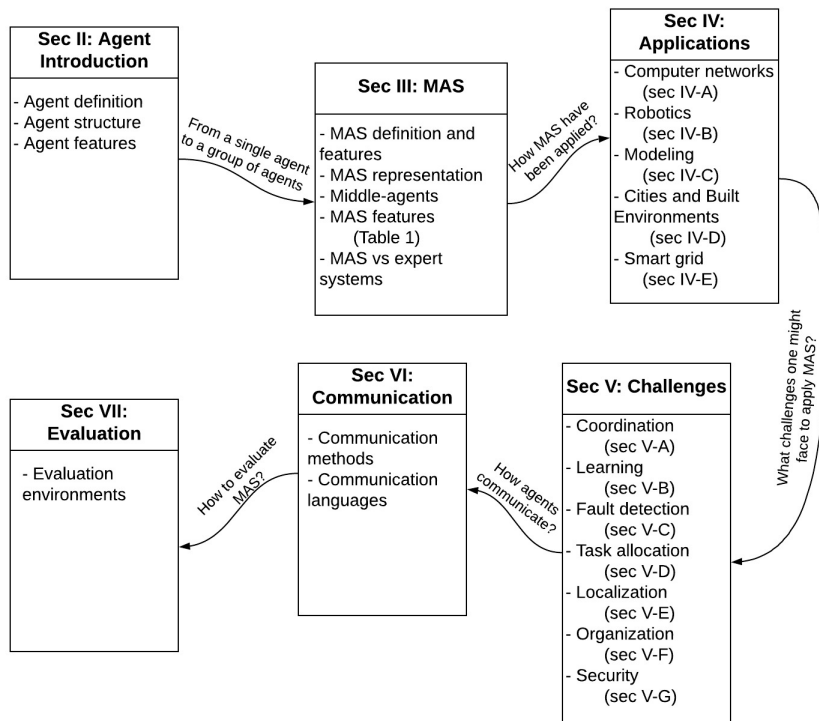 Sec II: Agent
Introduction
- Agent definition
- Agent structure
- Agent features
From a single agent
to a group of agents
Sec III: MAS
- MAS definition and
features
- MAS representation
- Middle-agents
- MAS features
(Table 1)
- MAS vs expert
systems
How MAS have
been applied?
Sec IV:
Applications
- Computer networks
(sec IV-A)
- Robotics
(sec IV-B)
- Modeling
(sec IV-C)
- Cities and Built
Environments
(sec IV-D)
- Smart grid
(sec IV-E)
What challenges one might
face to apply MAS?
Sec V: Challenges
- Coordination
(sec V-A)
- Learning
(sec V-B)
- Fault detection
(sec V-C)
- Task allocation
(sec V-D)
- Localization
(sec V-E)
- Organization
(sec V-F)
- Security
(sec V-G)
How agents
communicate?
Sec VI:
Communication
- Communication
methods
- Communication
languages
How to evaluate
MAS?
Sec VII:
Evaluation
- Evaluation
environments